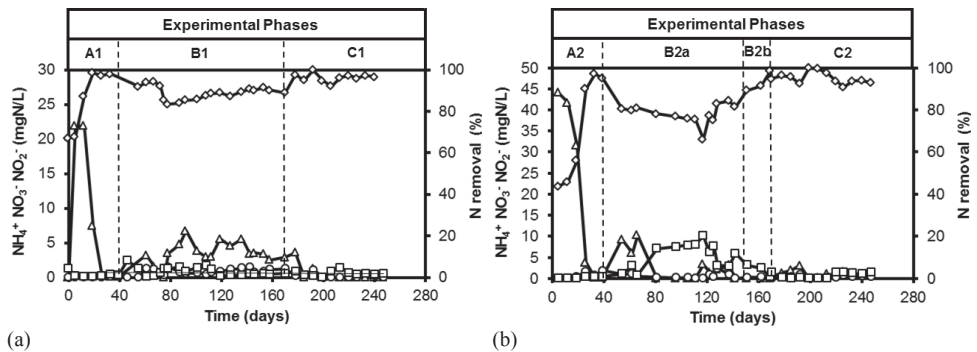 Experimental Phases
A1 B1 C1
30 100
25 80
20 60
15
10 40
5 20
0 0
0 40 80 120 160 200 240 280
NH4+ NO3- NO2- (mgN/L)
N removal (%)
Time (days)
(a)
Experimental Phases
A2 B2a B2b C2
50 100
45
40 80
35
30 60
25
20 40
15
10 20
5
0 0
0 40 80 120 160 200 240 280
NH4+ NO3- NO2- (mgN/L)
N removal (%)
Time (days)
(b)